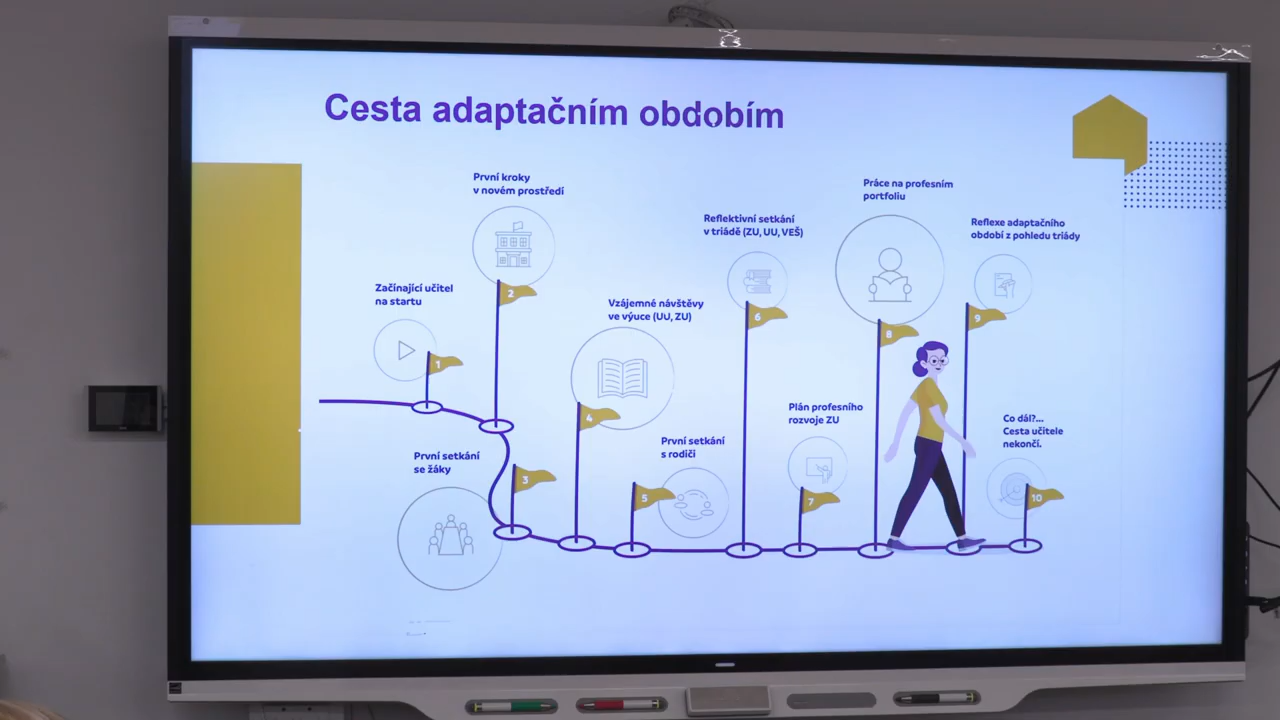 Cesta adaptačním obdobím
Začínající učitel
na startu
1
První kroky
v novém prostředí
2
První setkání
se žáky
3
Vzájemné návštěvy
ve výuce (UU, ZU)
4
První setkání
s rodiči
5
Reflektivní setkání
v triádě (ZU, UU, VEŠ)
6
Plán profesního
rozvoje ZU
7
Práce na profesním
portfoliu
8
Reflexe adaptačního
období z pohledu triády
9
Co dál?...
Cesta učitele
nekončí.
10